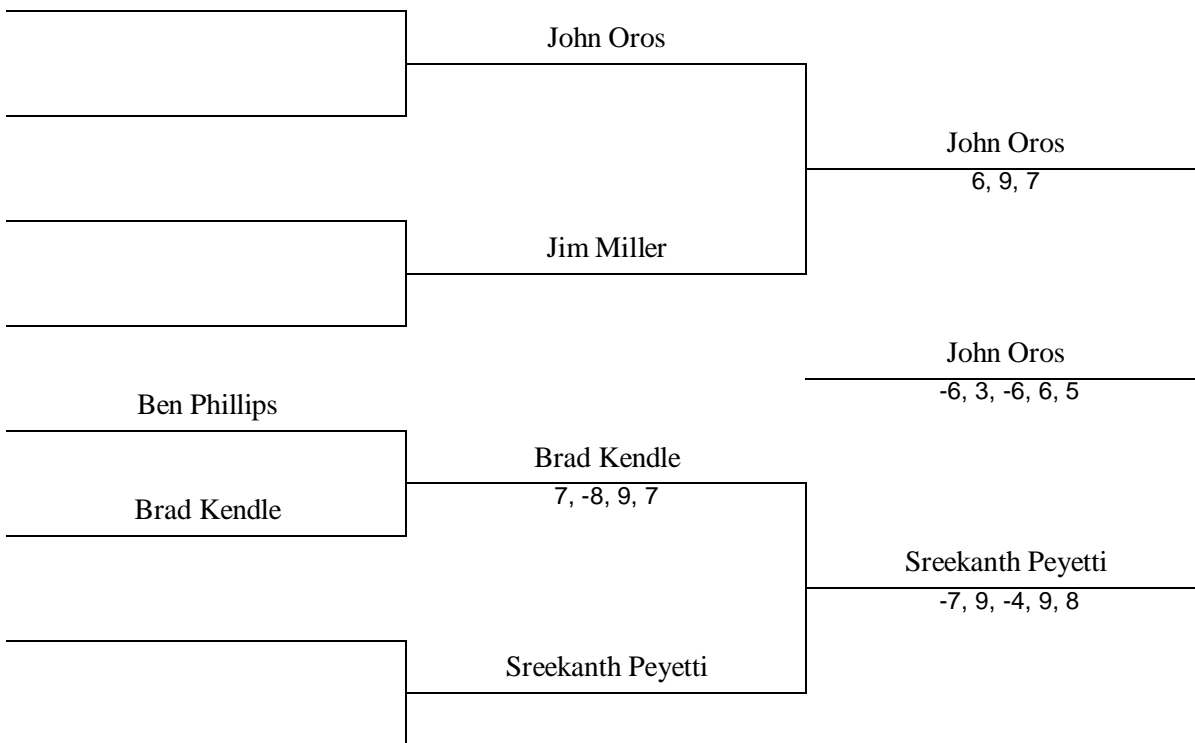 John Oros
John Oros
6, 9, 7
Jim Miller
John Oros
-6, 3, -6, 6, 5
Ben Phillips
Brad Kendle
7, -8, 9, 7
Brad Kendle
Sreekanth Peyetti
-7, 9, -4, 9, 8
Sreekanth Peyetti